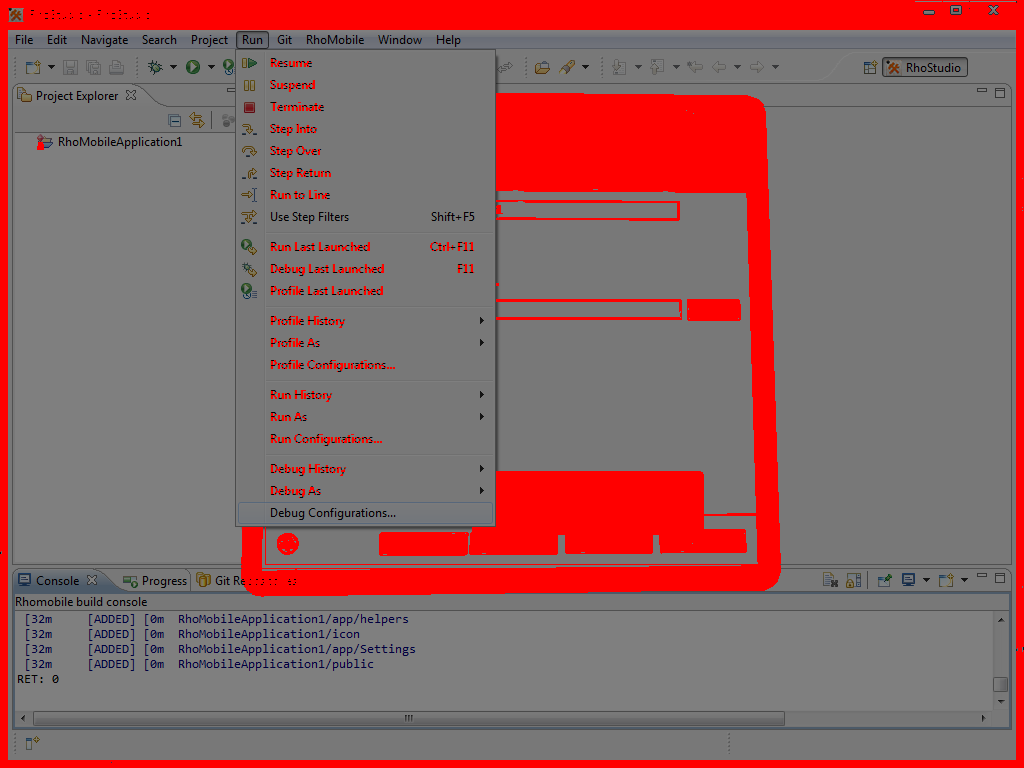 File Edit Navigate Search Project Run Git RhoMobile Window Help
RhoStudio
Project Explorer
RhoMobileApplication1
Resume
Suspend
Terminate
Step Into
Step Over
Step Return
Run to Line
Use Step Filters Shift+F5
Run Last Launched Ctrl+F11
Debug Last Launched F11
Profile Last Launched
Profile History
Profile As
Profile Configurations...
Run History
Run As
Run Configurations...
Debug History
Debug As
Debug Configurations...
Console Progress Git
Rhomobile build console
[32m [ADDED] [0m RhoMobileApplication1/app/helpers
[32m [ADDED] [0m RhoMobileApplication1/icon
[32m [ADDED] [0m RhoMobileApplication1/app/Settings
[32m [ADDED] [0m RhoMobileApplication1/public
RET: 0